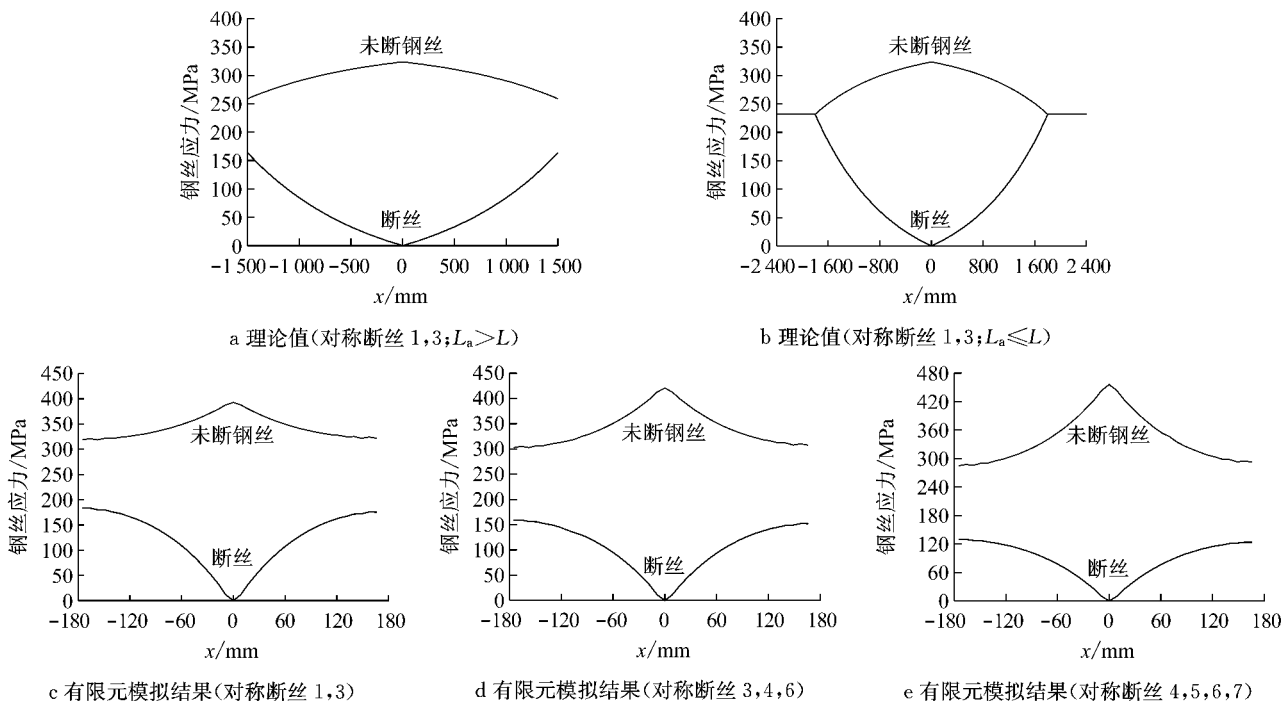 400
350
300
250
200
150
100
50
0
钢丝应力/MPa
未断钢丝
断丝
-1 500 -1 000 -500 0 500 1 000 1 500
x/mm
a 理论值(对称断丝 1,3;La>L)
400
350
300
250
200
150
100
50
0
钢丝应力/MPa
未断钢丝
断丝
-2 400 -1 600 -800 0 800 1 600 2 400
x/mm
b 理论值(对称断丝 1,3;La≤L)
450
400
350
300
250
200
150
100
50
0
钢丝应力/MPa
未断钢丝
断丝
-180 -120 -60 0 60 120 180
x/mm
c 有限元模拟结果(对称断丝 1,3)
450
400
350
300
250
200
150
100
50
0
钢丝应力/MPa
未断钢丝
断丝
-180 -120 -60 0 60 120 180
x/mm
d 有限元模拟结果(对称断丝 3,4,6)
480
420
360
300
240
180
120
60
0
钢丝应力/MPa
未断钢丝
断丝
-180 -120 -60 0 60 120 180
x/mm
e 有限元模拟结果(对称断丝 4,5,6,7)